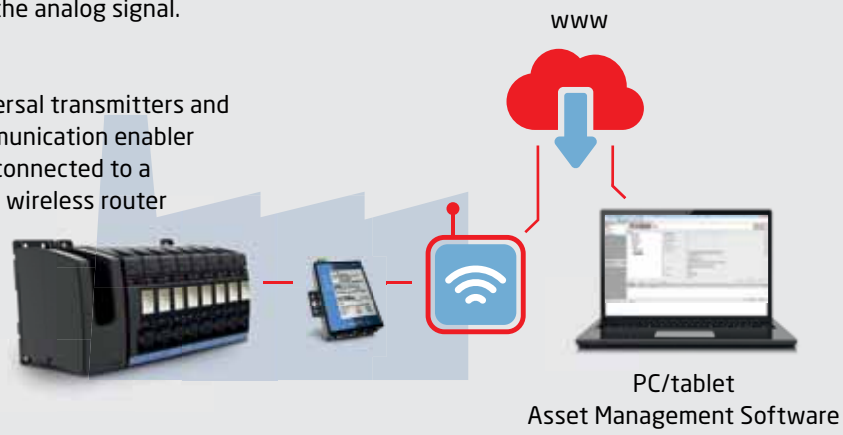 the analog signal.
www
ersal transmitters and
munication enabler
connected to a
wireless router
PC/tablet
Asset Management Software